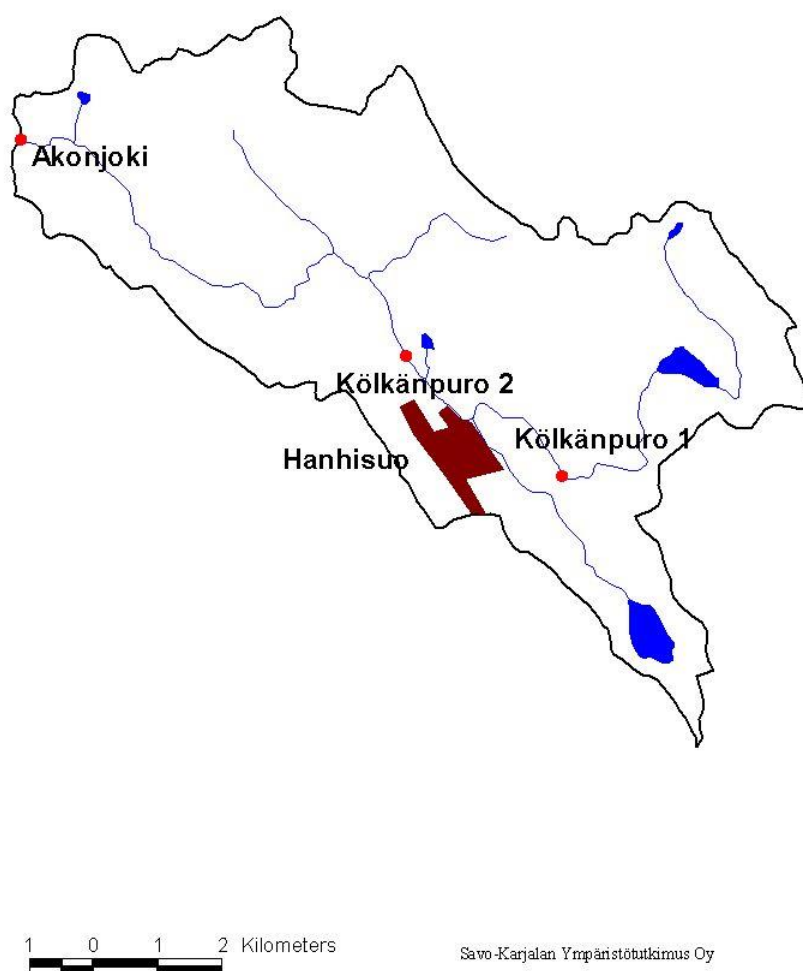 Akonjoki
Kölkänpuro 2
Kölkänpuro 1
Hanhisuo
1 0 1 2 Kilometers
Savo-Karjalan Ympäristötutkimus Oy